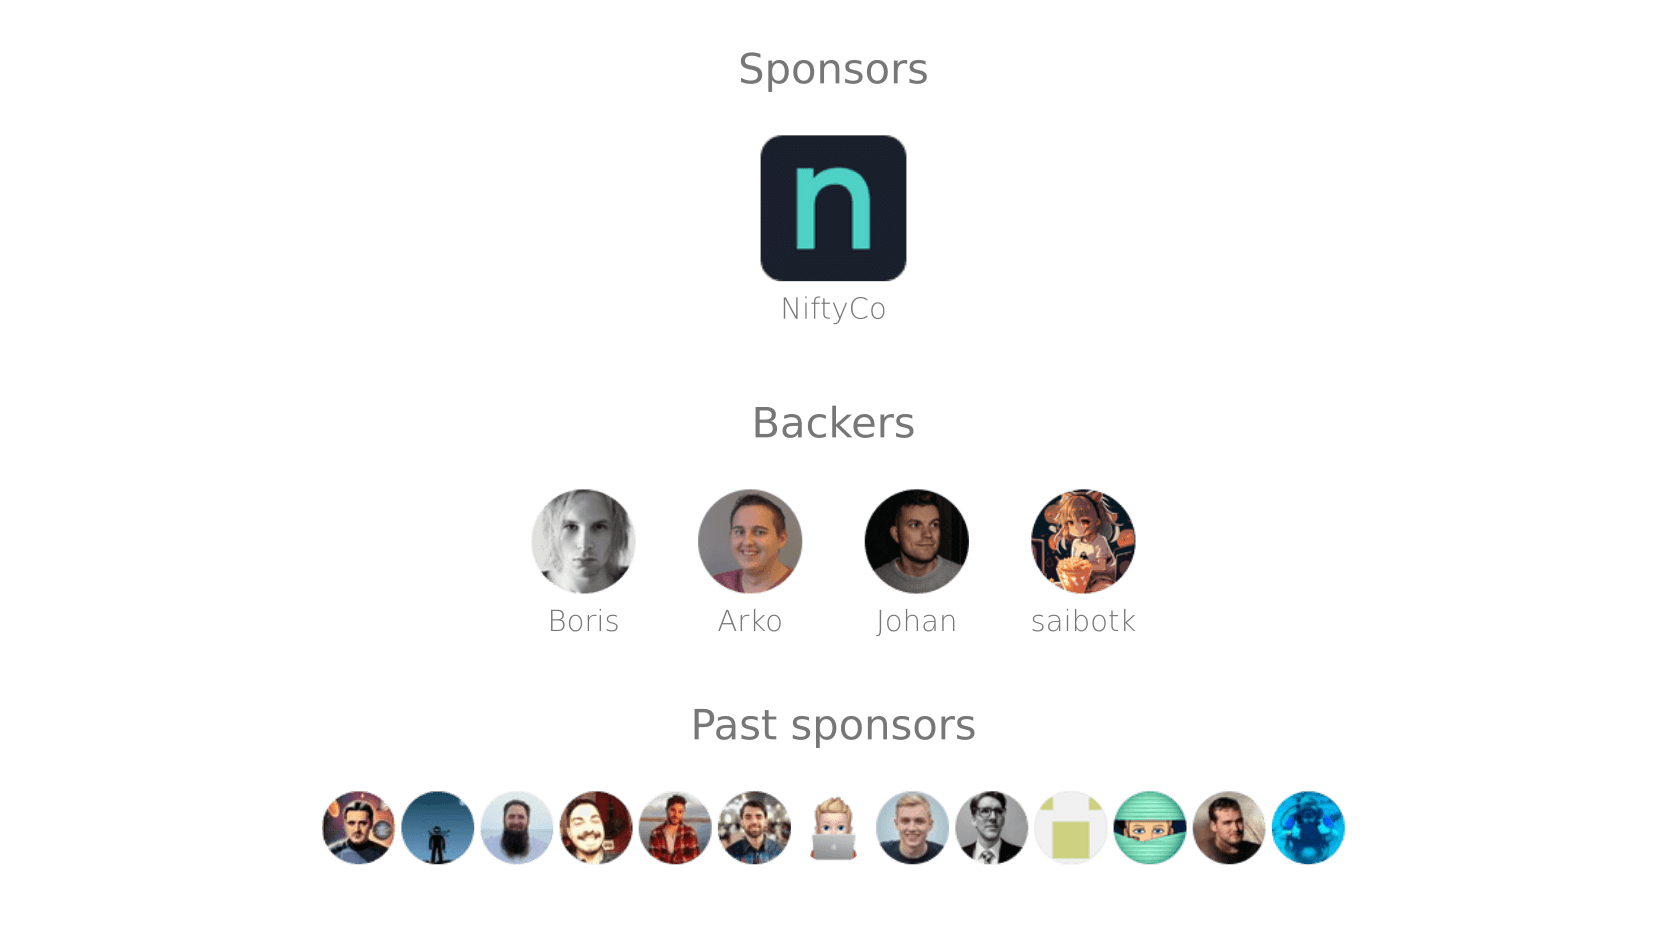 Sponsors
n
NiftyCo
Backers
Boris Arko Johan saibotk
Past sponsors